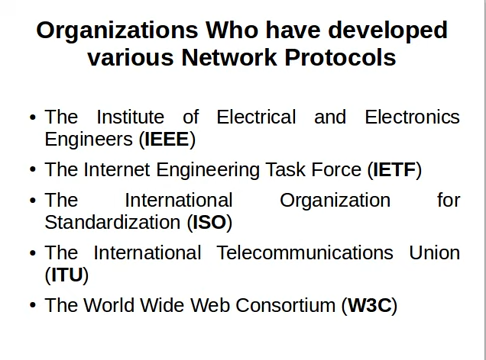 Organizations Who have developed
various Network Protocols
• The Institute of Electrical and Electronics
Engineers (IEEE)
• The Internet Engineering Task Force (IETF)
• The International Organization for
Standardization (ISO)
• The International Telecommunications Union
(ITU)
• The World Wide Web Consortium (W3C)